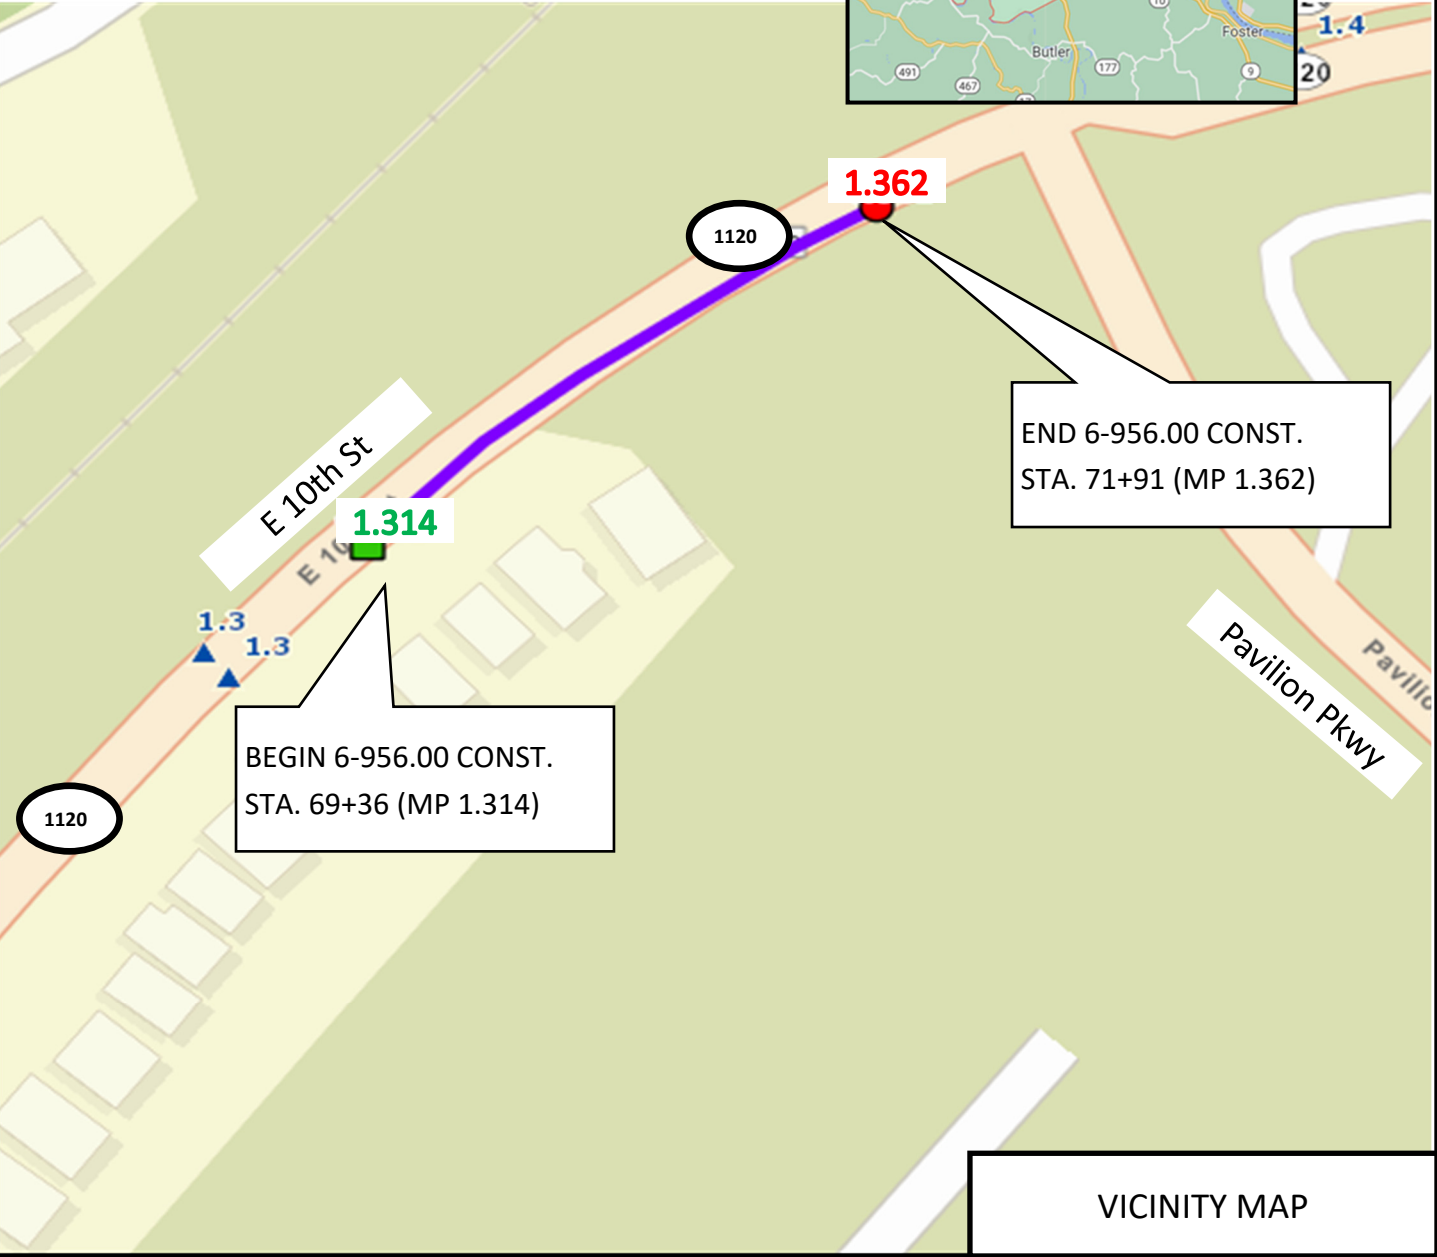 Foster
Butler
491
467
177
9
1.4
20
1.362
1120
E 10th St
1.314
E 10
END 6-956.00 CONST.
STA. 71+91 (MP 1.362)
1.3
1.3
Pavilion Pkwy
BEGIN 6-956.00 CONST.
STA. 69+36 (MP 1.314)
1120
VICINITY MAP